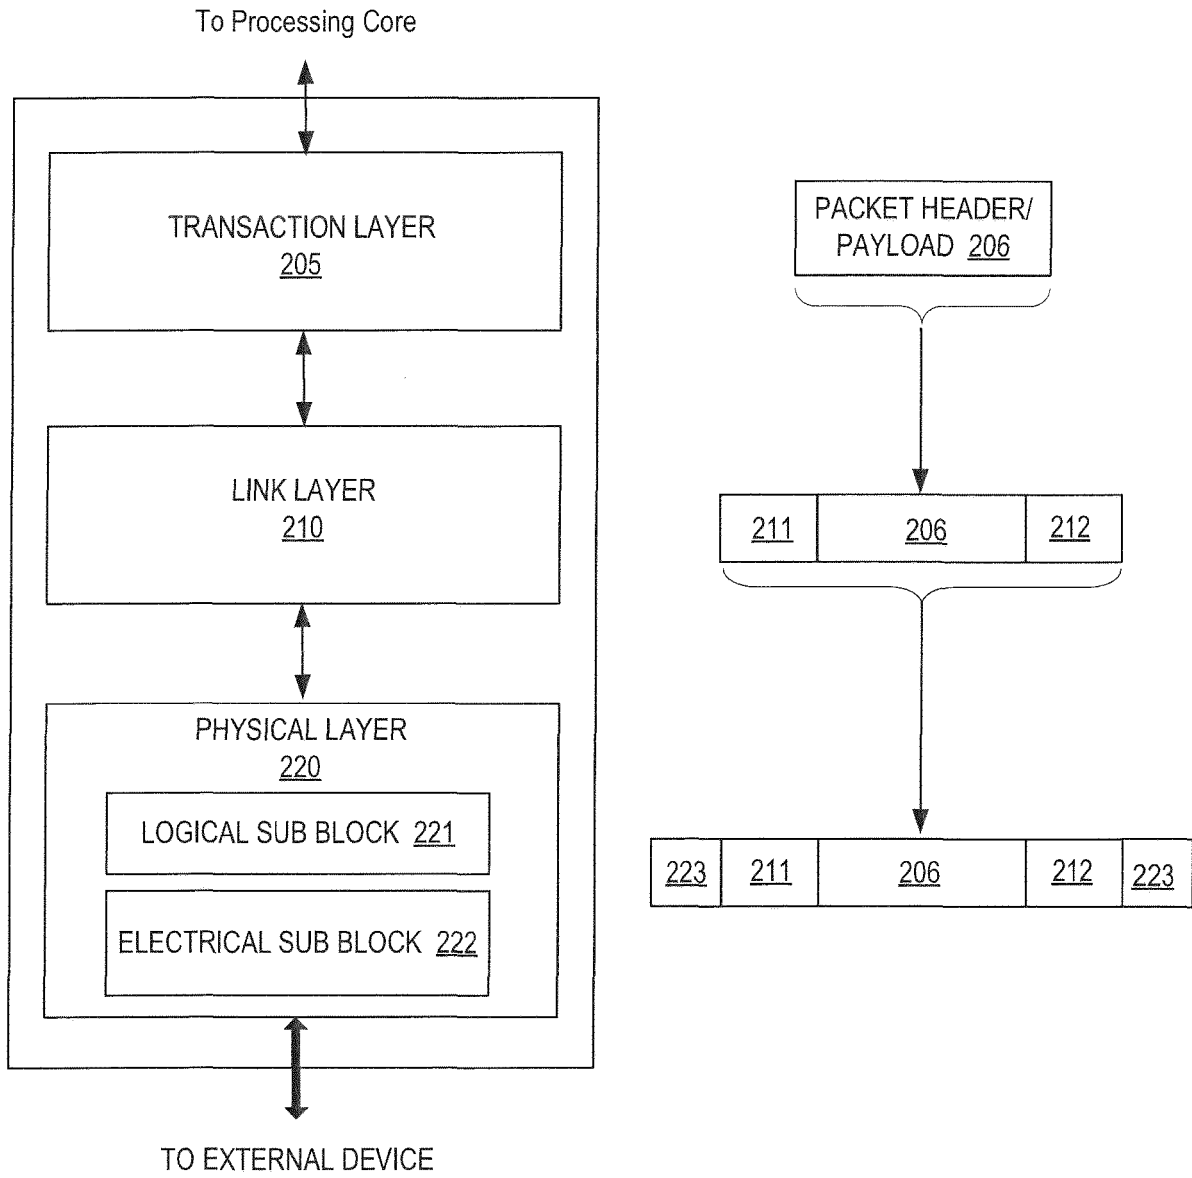 To Processing Core
TRANSACTION LAYER
205
PACKET HEADER/
PAYLOAD 206
LINK LAYER
210
211 206 212
PHYSICAL LAYER
220
LOGICAL SUB BLOCK 221
ELECTRICAL SUB BLOCK 222
223 211 206 212 223
TO EXTERNAL DEVICE